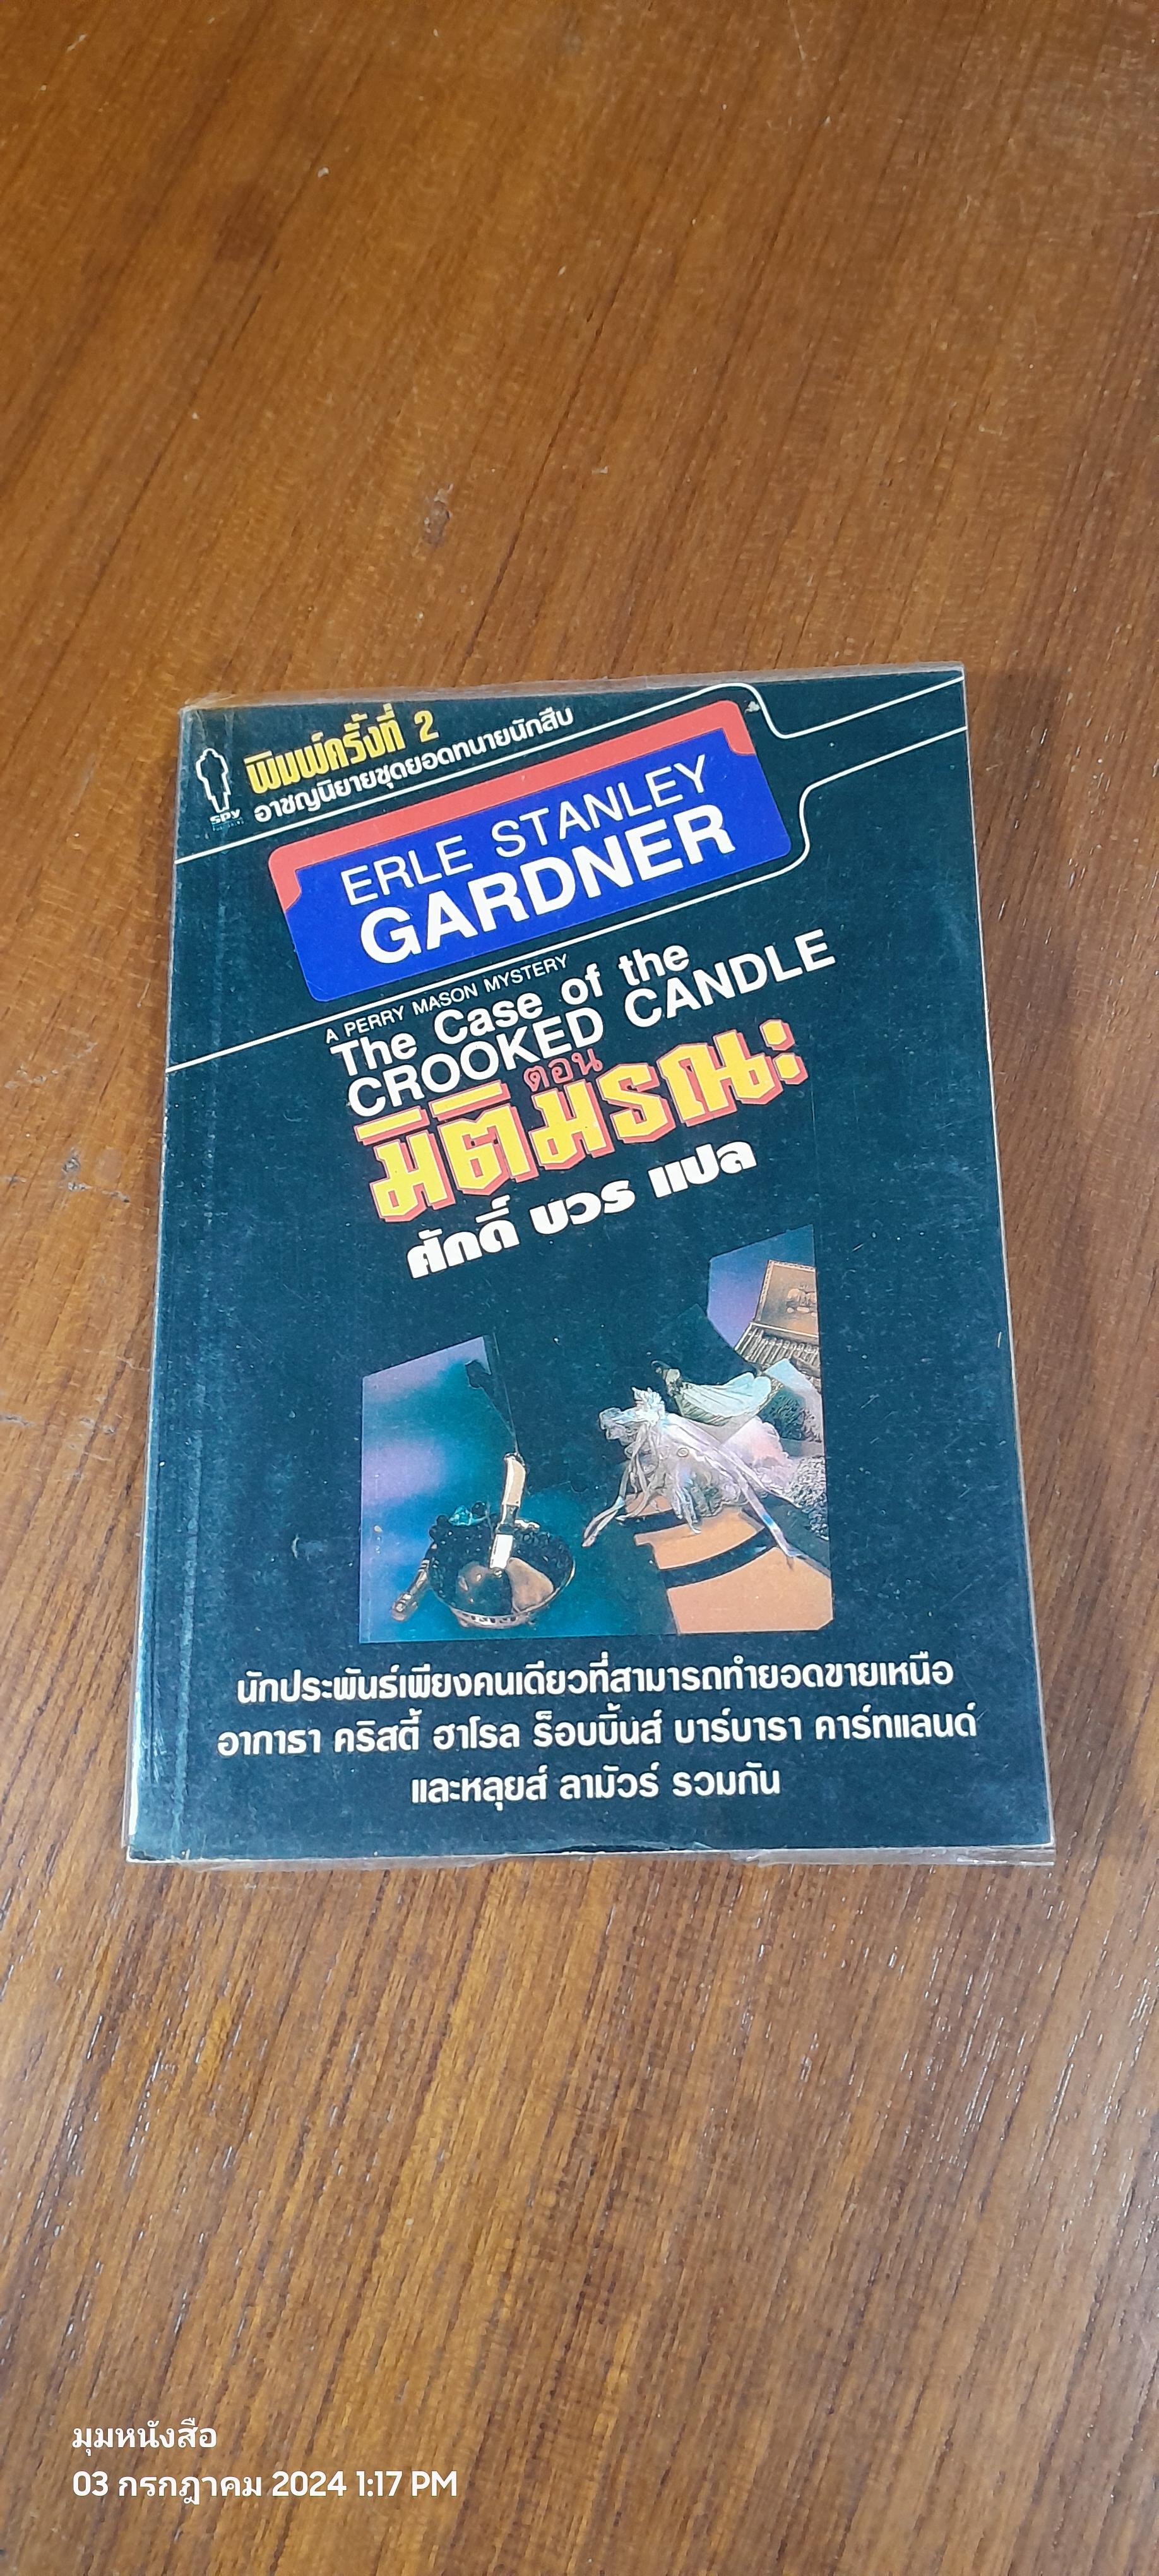 พิมพ์ครั้งที่ 2
อาชญนิยายชุดยอดทนายนักสืบ
SPY
ERLE STANLEY
GARDNER
A PERRY MASON MYSTERY
The Case of the
CROOKED CANDLE
ตอน
มิติมรณะ
ศักดิ์ บวร แปล
นักประพันธ์เพียงคนเดียวที่สามารถทำยอดขายเหนือ
อาการา คริสตี้ ฮาโรล ร็อบบิ้นส์ บาร์บารา คาร์ทแลนด์
และหลุยส์ ลามัวร์ รวมกัน
มุมหนังสือ
03 กรกฎาคม 2024 1:17 PM